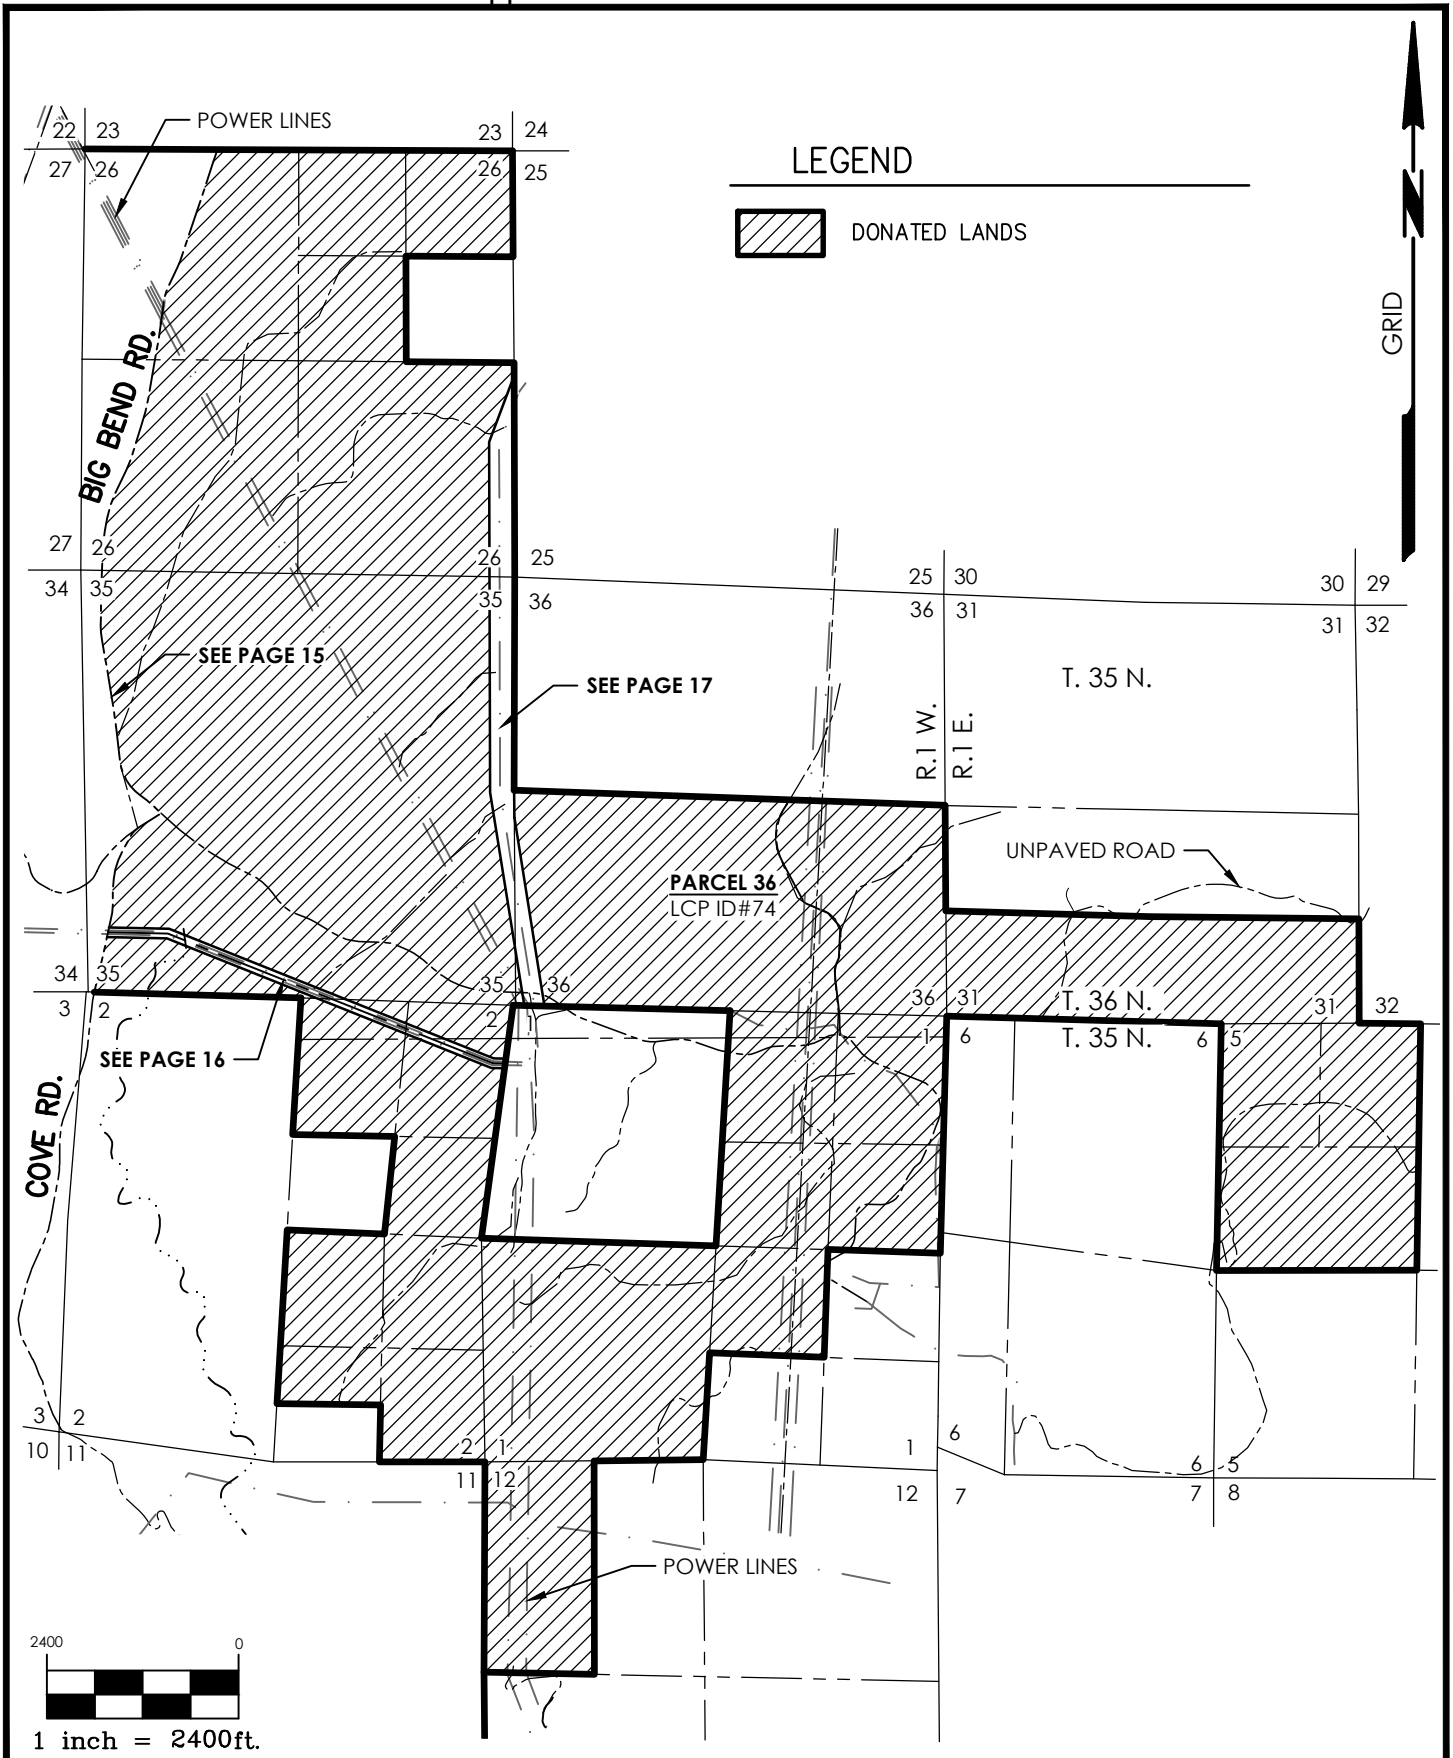 POWER LINES
22 23
23 24
27 26
26 25
LEGEND
DONATED LANDS
GRID
N
BIG BEND RD.
27 26
26 25
25 30
30 29
34 35
35 36
36 31
31 32
SEE PAGE 15
SEE PAGE 17
T. 35 N.
R.1 W.
R.1 E.
UNPAVED ROAD
PARCEL 36
LCP ID#74
34 35
35 36
36 31
T. 36 N.
31 32
3 2
2 1
1 6
T. 35 N.
6 5
SEE PAGE 16
COVE RD.
3 2
2 1
1 6
6 5
10 11
11 12
12 7
7 8
POWER LINES
2400 0
1 inch = 2400ft.